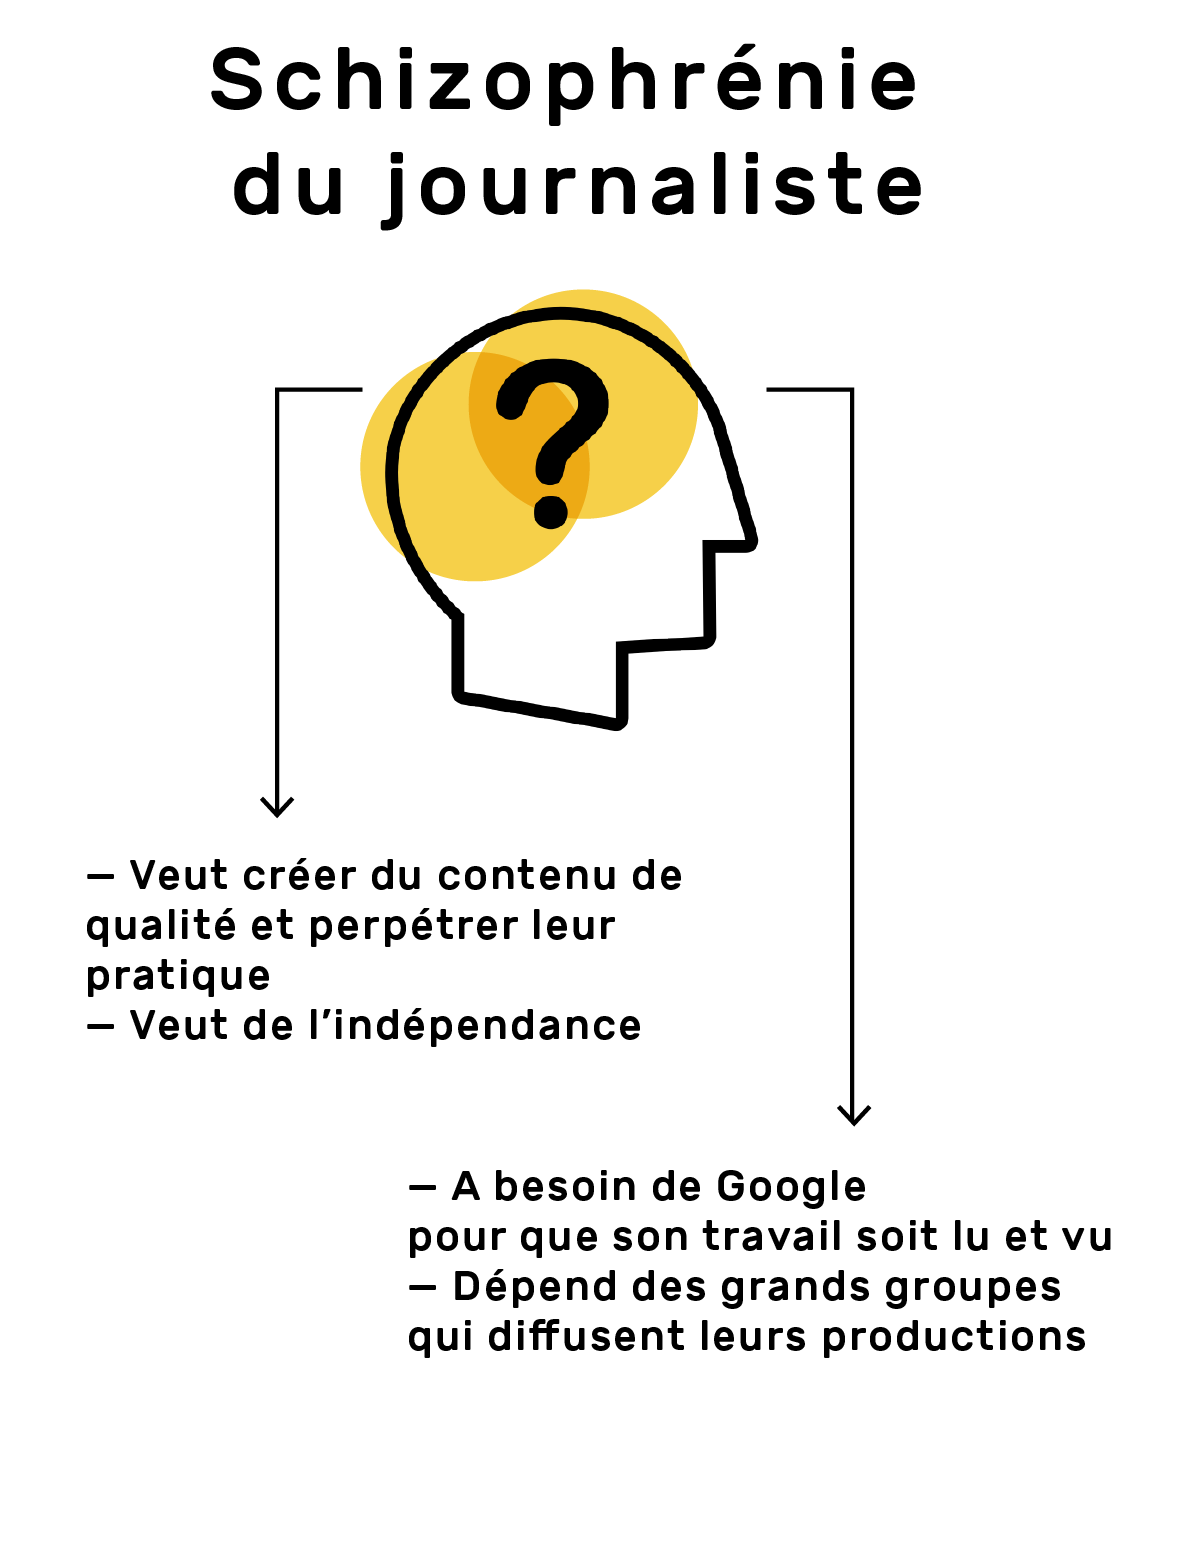 Schizophrénie
du journaliste
?
– Veut créer du contenu de
qualité et perpétrer leur
pratique
– Veut de l’indépendance
– A besoin de Google
pour que son travail soit lu et vu
– Dépend des grands groupes
qui diffusent leurs productions